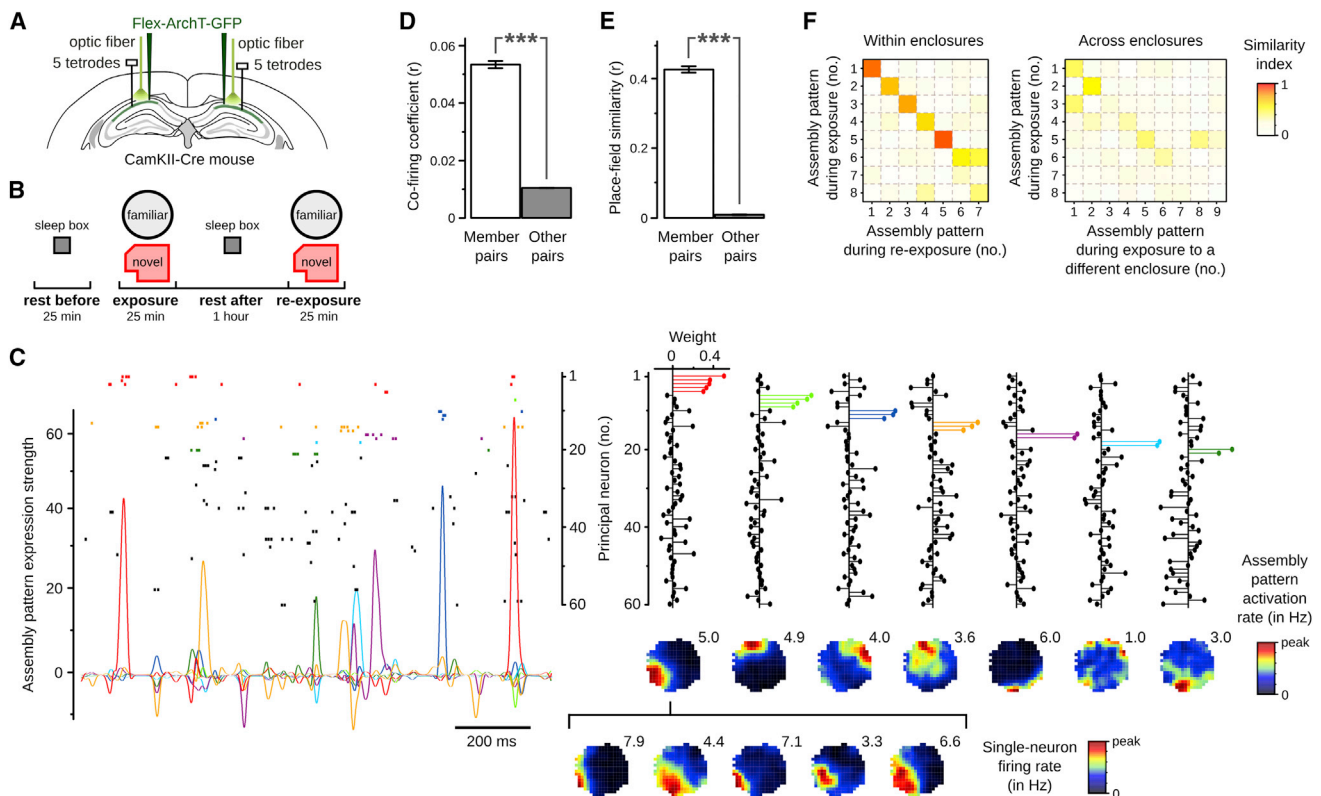 A
Flex-ArchT-GFP
optic fiber
optic fiber
5 tetrodes
5 tetrodes
CamKII-Cre mouse
B
sleep box
familiar
novel
sleep box
familiar
novel
rest before
25 min
exposure
25 min
rest after
1 hour
re-exposure
25 min
C
Assembly pattern expression strength
60
40
20
0
200 ms
1
20
40
60
Principal neuron (no.)
Weight
0 0.4
1
20
40
60
5.0 4.9 4.0 3.6 6.0 1.0 3.0
Assembly
pattern
activation
rate (in Hz)
peak
0
7.9 4.4 7.1 3.3 6.6
Single-neuron
firing rate
(in Hz)
peak
0
D
Co-firing coefficient (r)
0.06
0.04
0.02
0
***
Member
pairs
Other
pairs
E
Place-field similarity (r)
0.4
0.2
0
***
Member
pairs
Other
pairs
F
Within enclosures
Assembly pattern
during exposure (no.)
1
2
3
4
5
6
7
8
1 2 3 4 5 6 7
Assembly pattern
during re-exposure (no.)
Across enclosures
Assembly pattern
during exposure (no.)
1
2
3
4
5
6
7
8
1 2 3 4 5 6 7 8 9
Assembly pattern
during exposure to a
different enclosure (no.)
Similarity
index
1
0